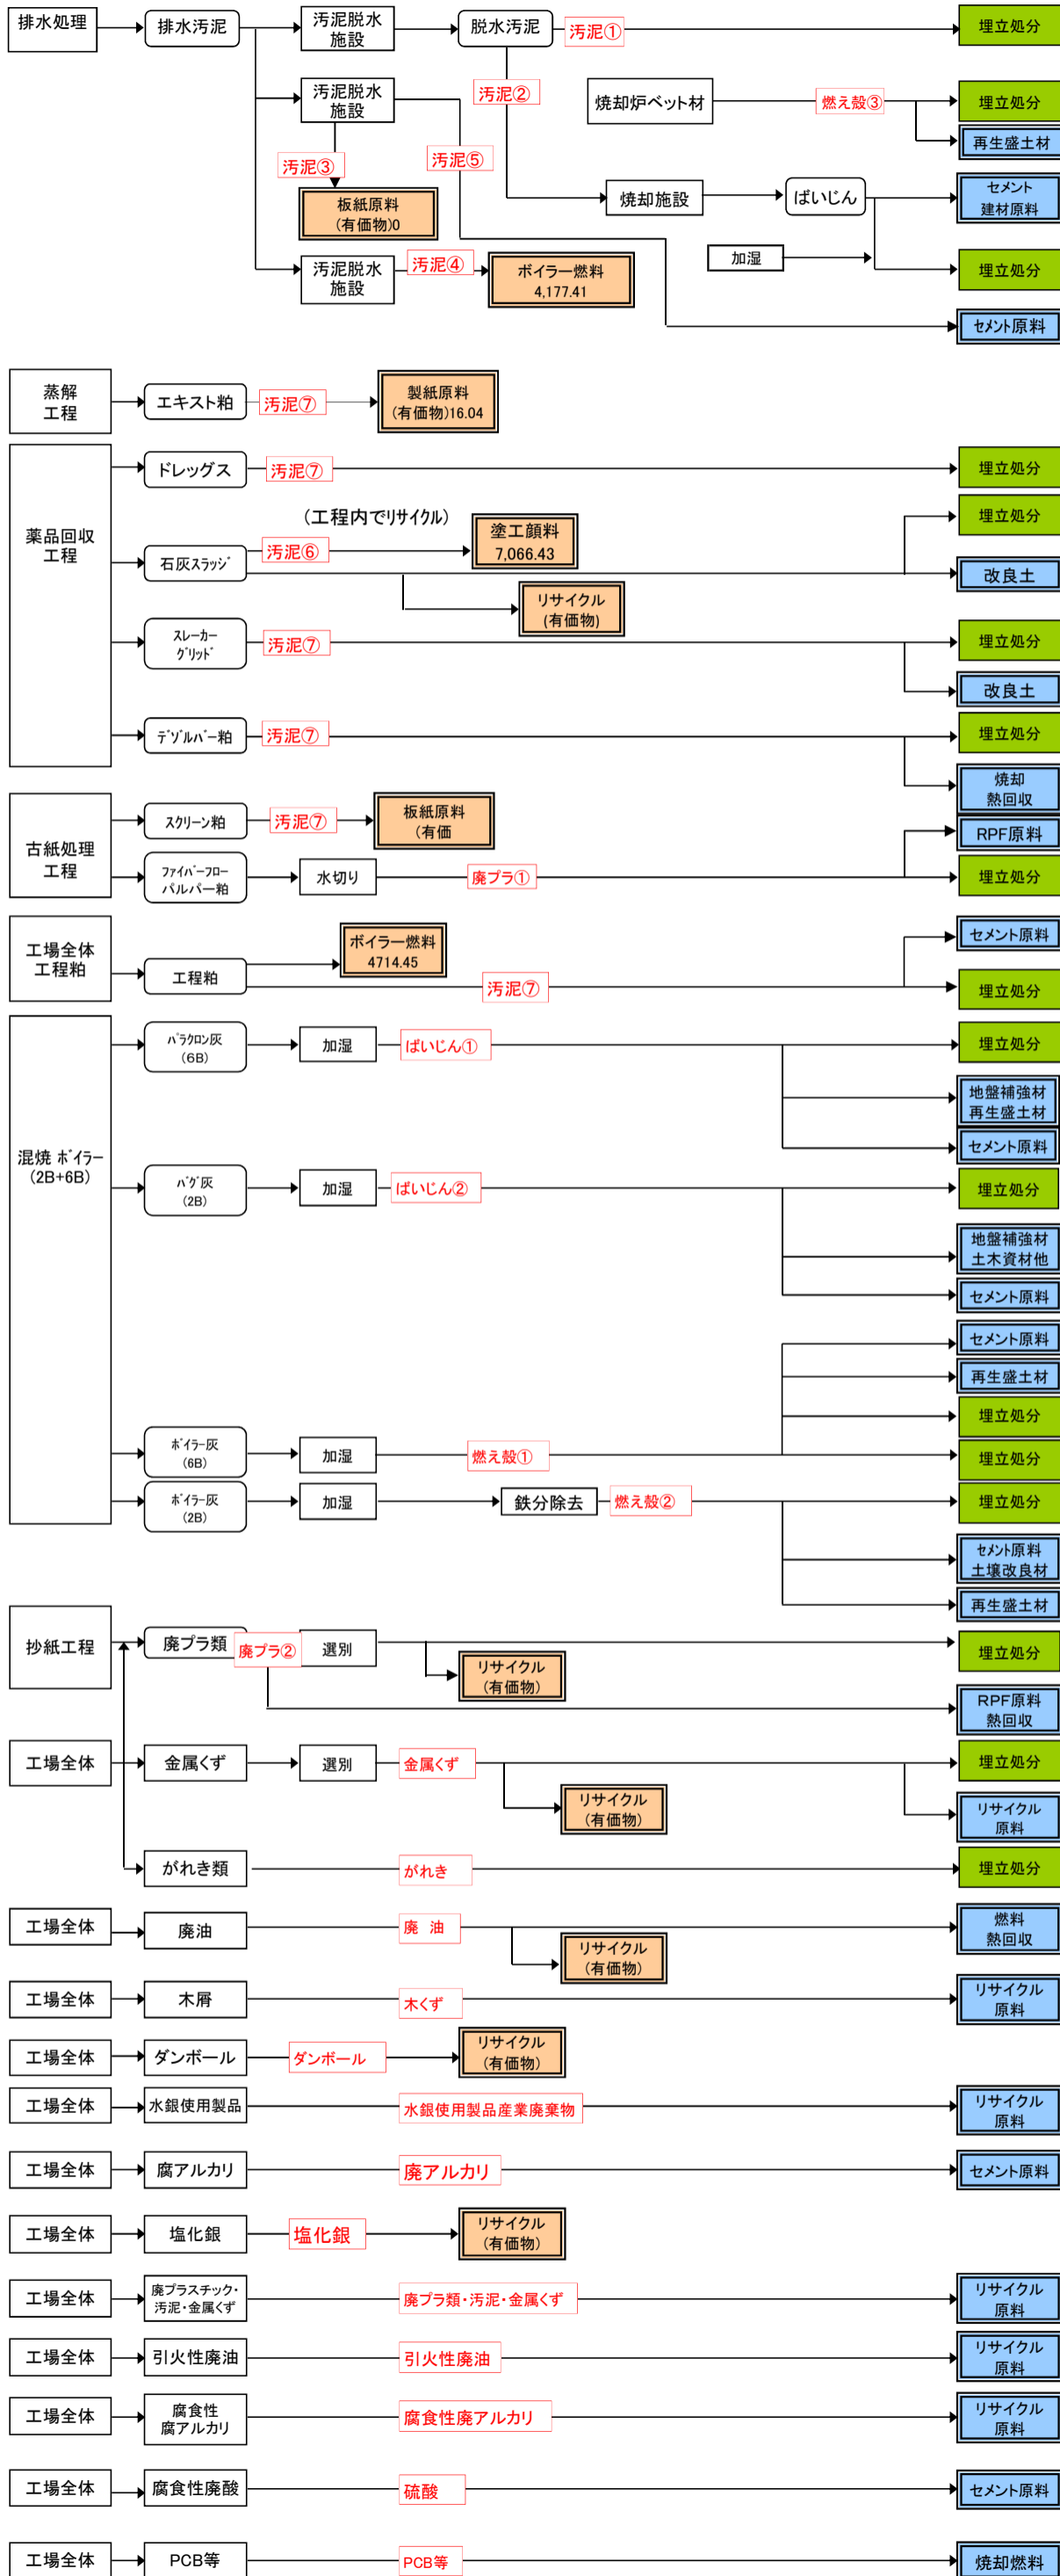 排水処理
排水汚泥
汚泥脱水
施設
脱水汚泥
汚泥①
埋立処分
汚泥脱水
施設
汚泥②
焼却炉ベット材
燃え殻③
埋立処分
再生盛土材
汚泥③
汚泥⑤
板紙原料
(有価物)0
焼却施設
ばいじん
セメント
建材原料
汚泥脱水
施設
汚泥④
ボイラー燃料
4,177.41
加湿
埋立処分
セメント原料
蒸解
工程
エキスト粕
汚泥⑦
製紙原料
(有価物)16.04
薬品回収
工程
ドレッグス
汚泥⑦
埋立処分
(工程内でリサイクル)
石灰スラッジ
汚泥⑥
塗工顔料
7,066.43
埋立処分
改良土
リサイクル
(有価物)
スレーカー
グリッド
汚泥⑦
埋立処分
改良土
デゾルバー粕
汚泥⑦
埋立処分
焼却
熱回収
古紙処理
工程
スクリーン粕
汚泥⑦
板紙原料
(有価
RPF原料
ファイバーフロー
パルパー粕
水切り
廃プラ①
埋立処分
工場全体
工程粕
工程粕
ボイラー燃料
4714.45
汚泥⑦
セメント原料
埋立処分
混焼 ボイラー
(2B+6B)
バラクロン灰
(6B)
加湿
ばいじん①
埋立処分
地盤補強材
再生盛土材
セメント原料
バグ灰
(2B)
加湿
ばいじん②
埋立処分
地盤補強材
土木資材他
セメント原料
セメント原料
再生盛土材
埋立処分
ボイラー灰
(6B)
加湿
燃え殻①
埋立処分
ボイラー灰
(2B)
加湿
鉄分除去
燃え殻②
埋立処分
セメント原料
土壌改良材
再生盛土材
抄紙工程
廃プラ類
廃プラ②
選別
リサイクル
(有価物)
埋立処分
RPF原料
熱回収
工場全体
金属くず
選別
金属くず
リサイクル
(有価物)
埋立処分
リサイクル
原料
がれき類
がれき
埋立処分
工場全体
廃油
廃 油
リサイクル
(有価物)
燃料
熱回収
工場全体
木屑
木くず
リサイクル
原料
工場全体
ダンボール
ダンボール
リサイクル
(有価物)
工場全体
水銀使用製品
水銀使用製品産業廃棄物
リサイクル
原料
工場全体
腐アルカリ
廃アルカリ
セメント原料
工場全体
塩化銀
塩化銀
リサイクル
(有価物)
工場全体
廃プラスチック・
汚泥・金属くず
廃プラ類・汚泥・金属くず
リサイクル
原料
工場全体
引火性廃油
引火性廃油
リサイクル
原料
工場全体
腐食性
腐アルカリ
腐食性廃アルカリ
リサイクル
原料
工場全体
腐食性廃酸
硫酸
セメント原料
工場全体
PCB等
PCB等
焼却燃料